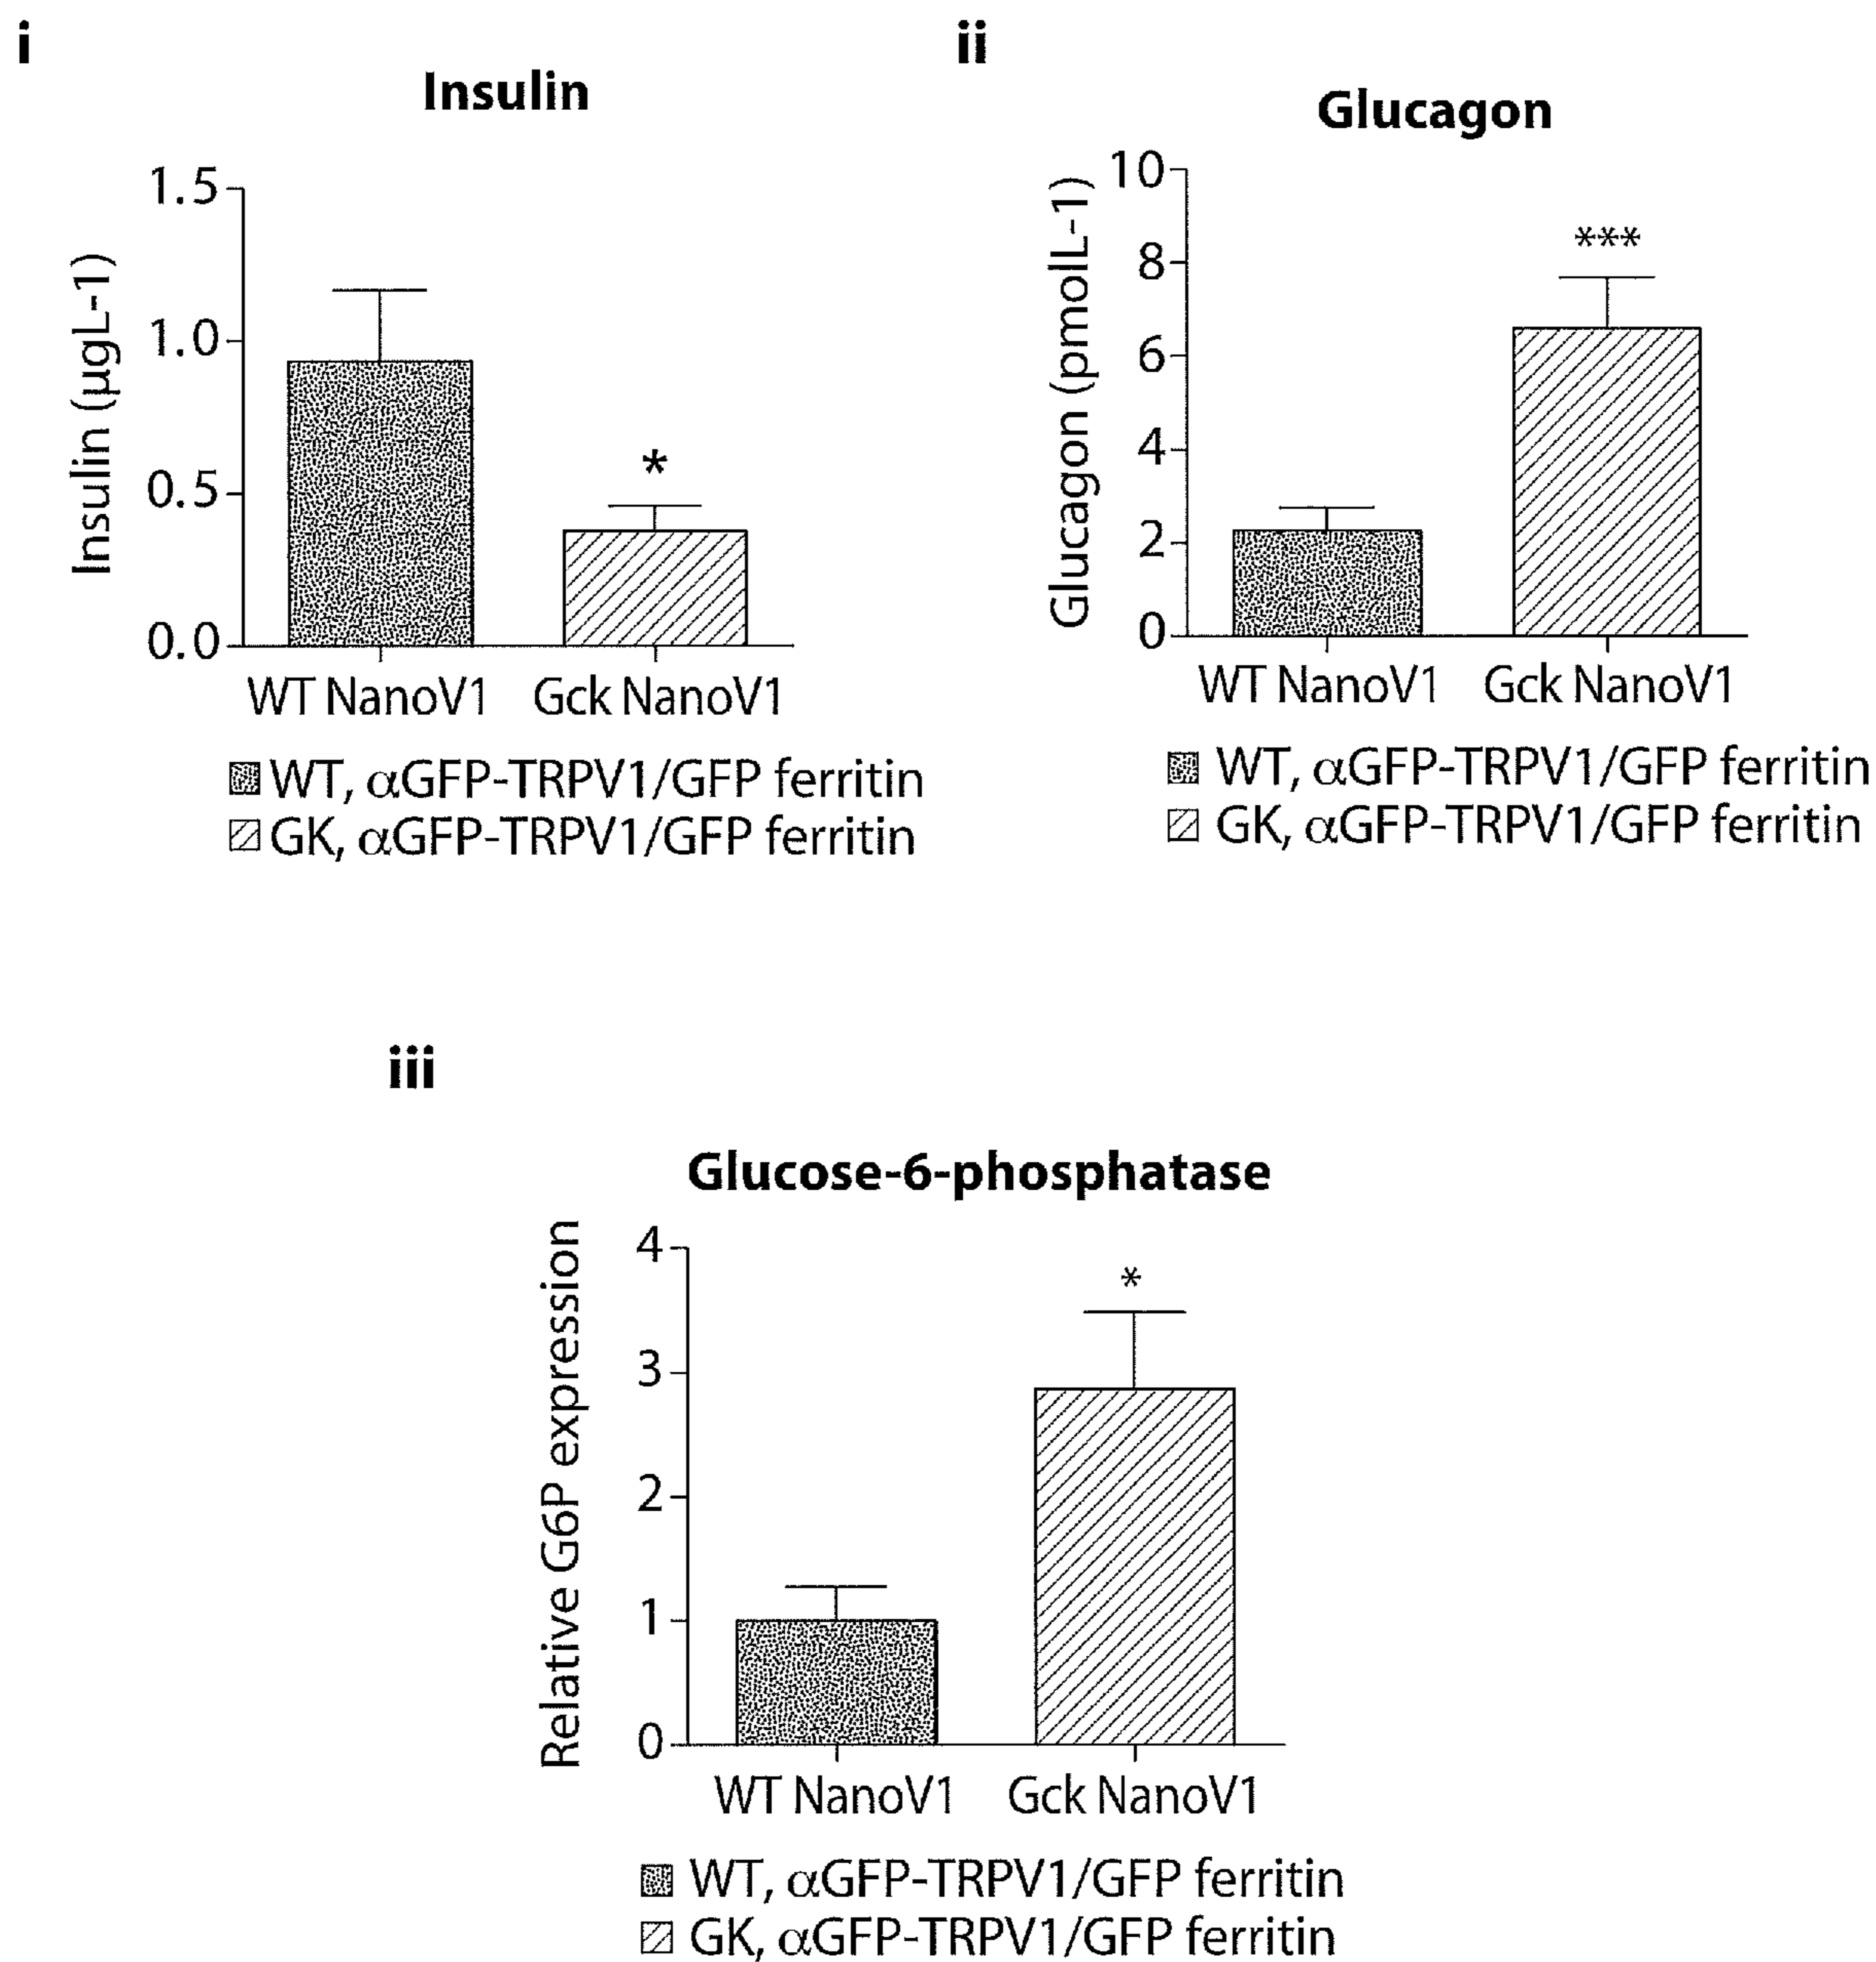 i
Insulin
Insulin (µgL-1)
1.5
1.0
0.5
0.0
*
WT NanoV1 Gck NanoV1
WT, αGFP-TRPV1/GFP ferritin
GK, αGFP-TRPV1/GFP ferritin
ii
Glucagon
Glucagon (pmolL-1)
10
8
6
4
2
0
***
WT NanoV1 Gck NanoV1
WT, αGFP-TRPV1/GFP ferritin
GK, αGFP-TRPV1/GFP ferritin
iii
Glucose-6-phosphatase
Relative G6P expression
4
3
2
1
0
*
WT NanoV1 Gck NanoV1
WT, αGFP-TRPV1/GFP ferritin
GK, αGFP-TRPV1/GFP ferritin